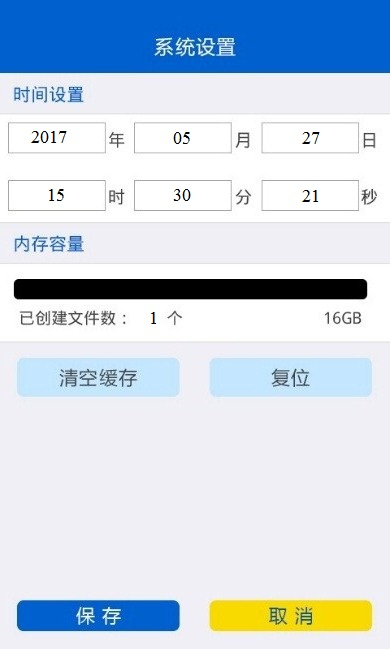 系统设置
时间设置
2017 年 05 月 27 日
15 时 30 分 21 秒
内存容量
已创建文件数： 1 个 16GB
清空缓存 复位
保存 取消